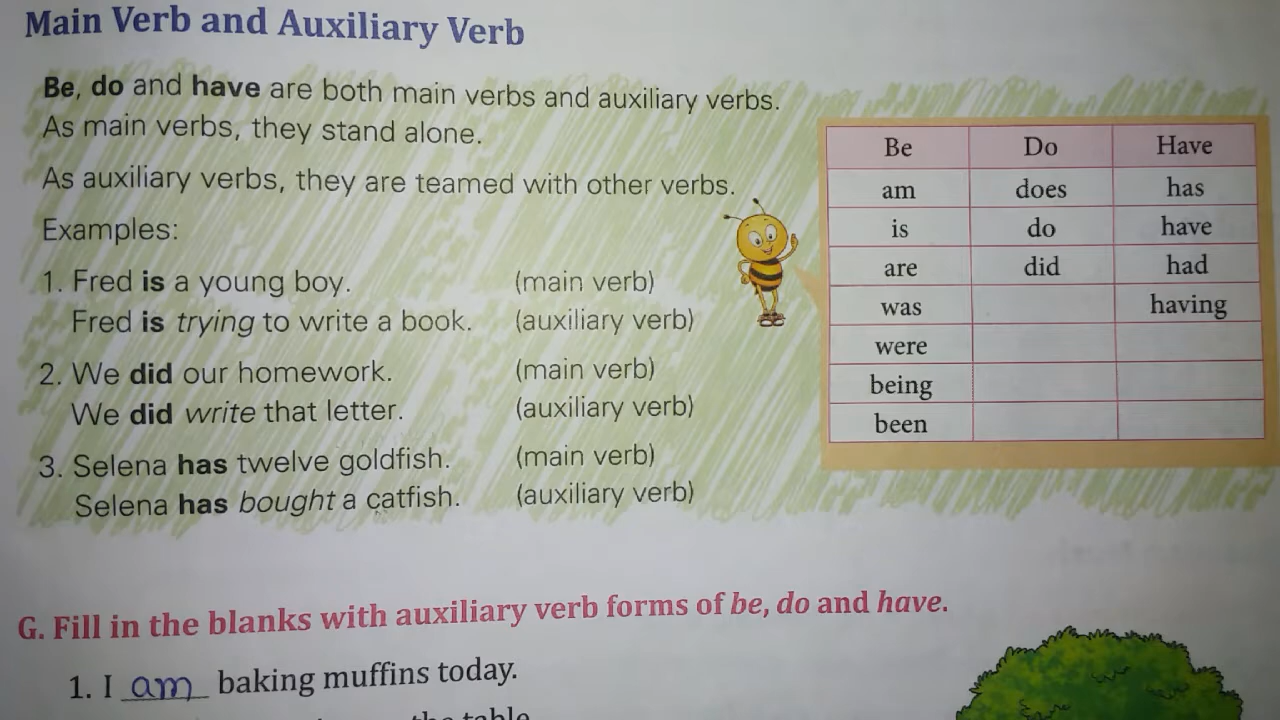 Main Verb and Auxiliary Verb
Be, do and have are both main verbs and auxiliary verbs.
As main verbs, they stand alone.
As auxiliary verbs, they are teamed with other verbs.
Examples:
1. Fred is a young boy. (main verb)
Fred is trying to write a book. (auxiliary verb)
2. We did our homework. (main verb)
We did write that letter. (auxiliary verb)
3. Selena has twelve goldfish. (main verb)
Selena has bought a catfish. (auxiliary verb)
Be Do Have
am does has
is do have
are did had
was having
were
being
been
G. Fill in the blanks with auxiliary verb forms of be, do and have.
1. I am baking muffins today.
the table